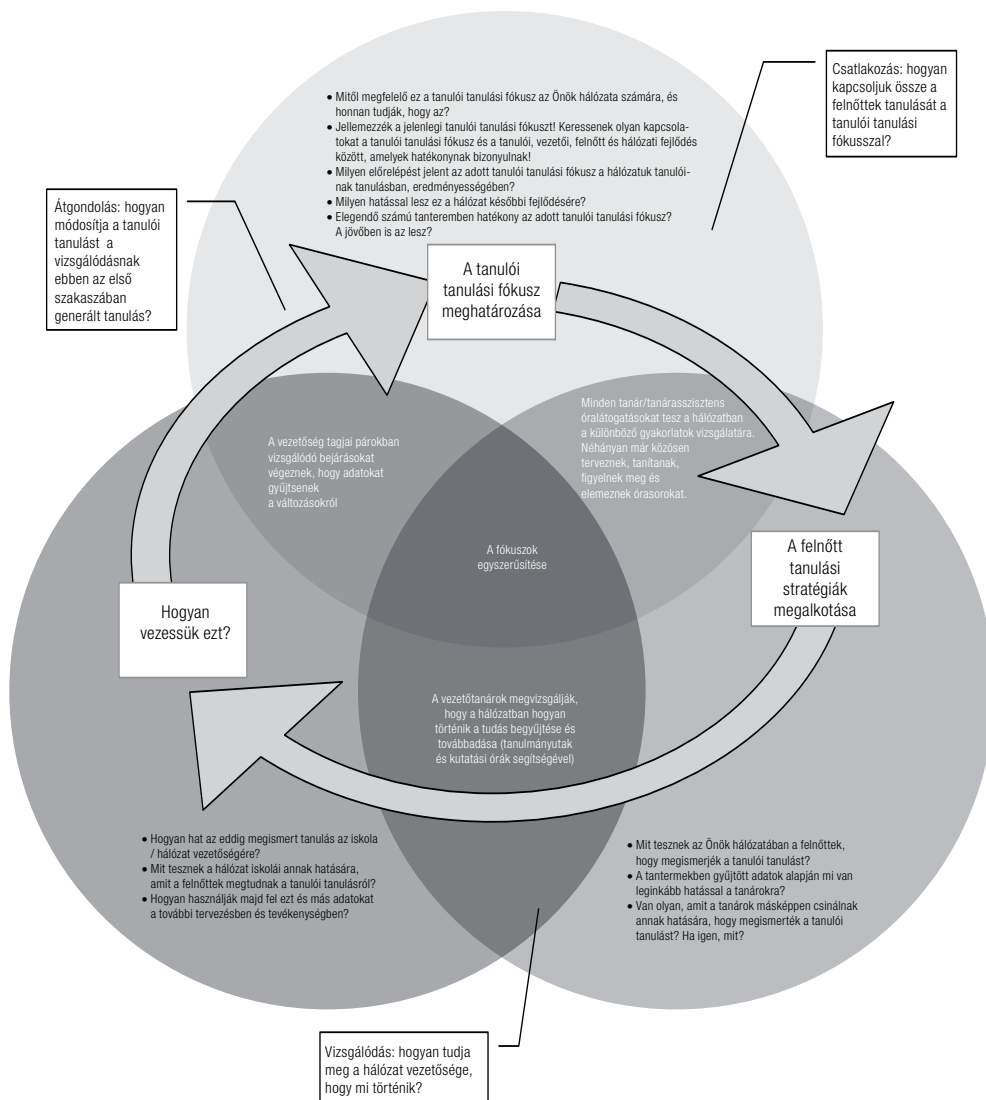 Csatlakozás: hogyan
kapcsoljuk össze a
felnőttek tanulását a
tanulói tanulási
fókusszal?
• Mitől megfelelő ez a tanulói tanulási fókusz az Önök hálózata számára, és
honnan tudják, hogy az?
• Jellemezzék a jelenlegi tanulói tanulási fókuszt! Keressenek olyan kapcsola-
tokat a tanulói tanulási fókusz és a tanulói, vezetői, felnőtt és hálózati fejlődés
között, amelyek hatékonynak bizonyulnak!
• Milyen előrelépést jelent az adott tanulói tanulási fókusz a hálózatuk tanulói-
nak tanulásban, eredményességében?
• Milyen hatással lesz ez a hálózat későbbi fejlődésére?
• Elegendő számú tanteremben hatékony az adott tanulói tanulási fókusz?
A jövőben is az lesz?
Átgondolás: hogyan
módosítja a tanulói
tanulást a
vizsgálódásnak
ebben az első
szakaszában
generált tanulás?
A tanulói
tanulási fókusz
meghatározása
Minden tanár/tanárasszisztens
óralátogatásokat tesz a hálózatban
a különböző gyakorlatok vizsgálatára.
Néhányan már közösen
terveznek, tanítanak,
figyelnek meg és
elemeznek órasorokat.
A vezetőség tagjai párokban
vizsgálódó bejárásokat
végeznek, hogy adatokat
gyűjtsenek
a változásokról
A fókuszok
egyszerűsítése
A felnőtt
tanulási
stratégiák
megalkotása
Hogyan
vezessük ezt?
A vezetőtanárok megvizsgálják,
hogy a hálózatban hogyan
történik a tudás begyűjtése és
továbbadása (tanulmányutak
és kutatási órák segítségével)
• Hogyan hat az eddig megismert tanulás az iskola
/ hálózat vezetőségére?
• Mit tesznek a hálózat iskolái annak hatására,
amit a felnőttek megtudnak a tanulói tanulásról?
• Hogyan használják majd fel ezt és más adatokat
a további tervezésben és tevékenységben?
• Mit tesznek az Önök hálózatában a felnőttek,
hogy megismerjék a tanulói tanulást?
• A tantermekben gyűjtött adatok alapján mi van
leginkább hatással a tanárokra?
• Van olyan, amit a tanárok másképpen csinálnak
annak hatására, hogy megismerték a tanulói
tanulást? Ha igen, mit?
Vizsgálódás: hogyan tudja
meg a hálózat vezetősége,
hogy mi történik?